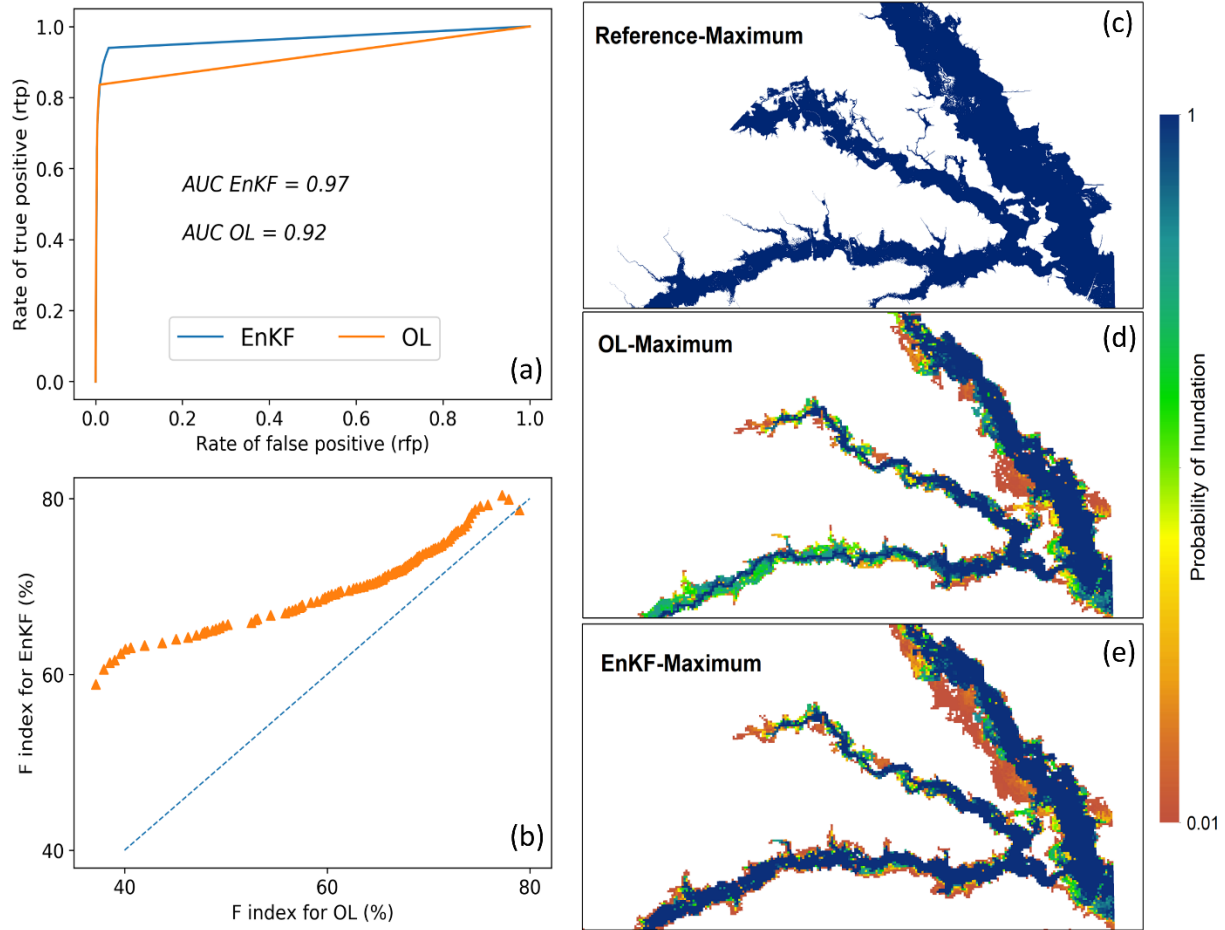 1.0
0.8
0.6
0.4
0.2
0.0
Rate of true positive (rtp)
AUC EnKF = 0.97
AUC OL = 0.92
EnKF
OL
(a)
0.0
0.2
0.4
0.6
0.8
1.0
Rate of false positive (rfp)
80
60
40
F index for EnKF (%)
(b)
40
60
80
F index for OL (%)
Reference-Maximum
(c)
OL-Maximum
(d)
EnKF-Maximum
(e)
1
Probability of Inundation
0.01